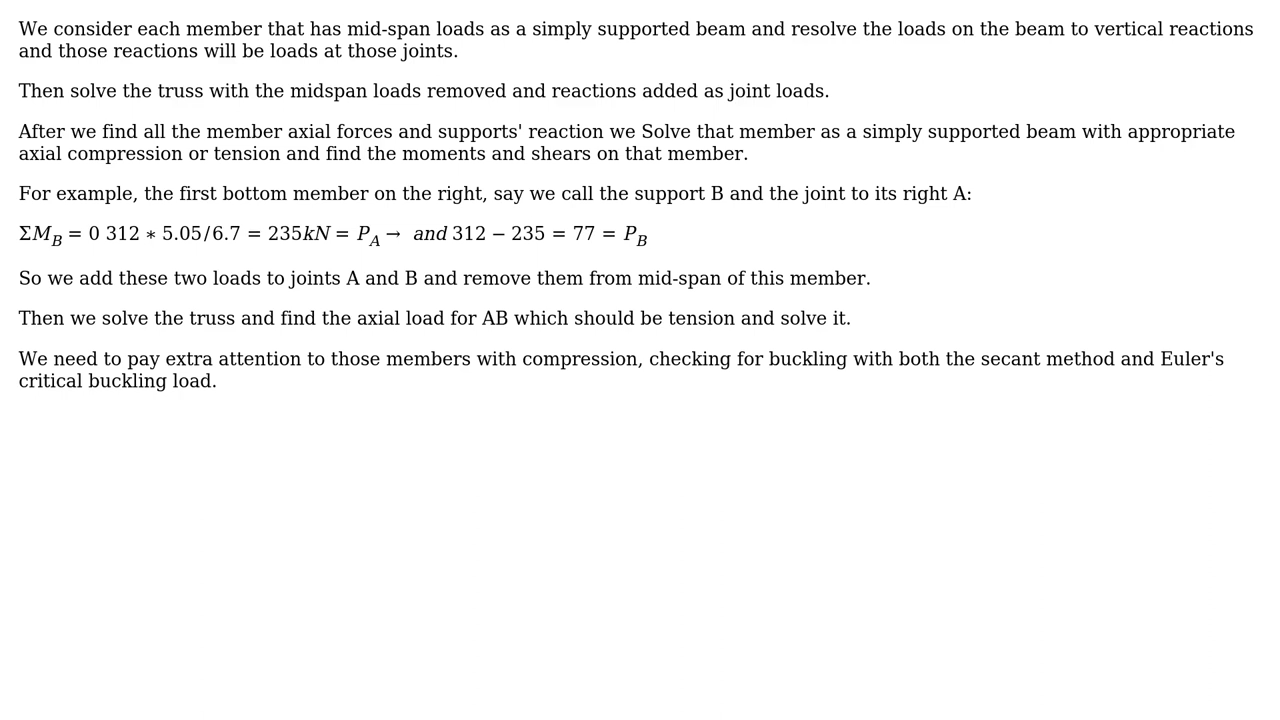 We consider each member that has mid-span loads as a simply supported beam and resolve the loads on the beam to vertical reactions
and those reactions will be loads at those joints.
Then solve the truss with the midspan loads removed and reactions added as joint loads.
After we find all the member axial forces and supports' reaction we Solve that member as a simply supported beam with appropriate
axial compression or tension and find the moments and shears on that member.
For example, the first bottom member on the right, say we call the support B and the joint to its right A:
ΣM_B = 0 312 ∗ 5.05/6.7 = 235kN = P_A → and 312 − 235 = 77 = P_B
So we add these two loads to joints A and B and remove them from mid-span of this member.
Then we solve the truss and find the axial load for AB which should be tension and solve it.
We need to pay extra attention to those members with compression, checking for buckling with both the secant method and Euler's
critical buckling load.